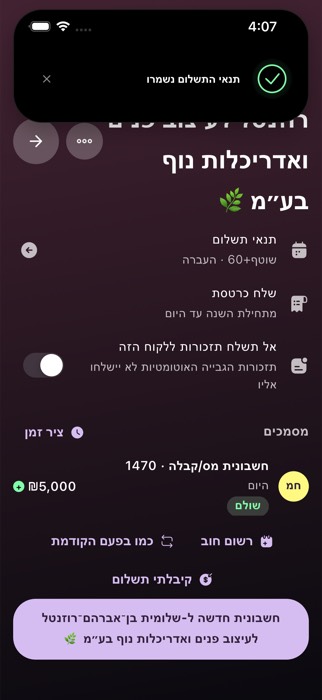 4:07
תנאי התשלום נשמרו
ואדריכלות נוף
בע״מ 🌿
תנאי תשלום
שוטף+60 · העברה
שלח כרטסת
מתחילת השנה עד היום
אל תשלח תזכורות ללקוח הזה
תזכורות הגבייה האוטומטיות לא יישלחו
אליו
מסמכים
ציר זמן
חמ
חשבונית מס/קבלה · 1470
היום
שולם
₪5,000
רשום חוב
כמו בפעם הקודמת
קיבלתי תשלום
חשבונית חדשה ל-שלומית בן־אברהם־רוזנטל
לעיצוב פנים ואדריכלות נוף בע״מ 🌿